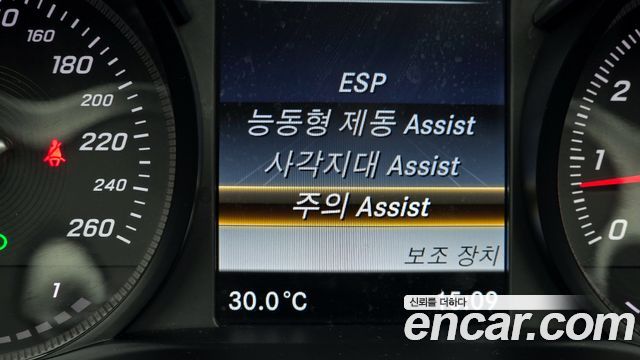 160
180
200
220
240
260
1
ESP
능동형 제동 Assist
사각지대 Assist
주의 Assist
보조 장치
30.0°C
2
1
0
신뢰를 더하다
encar.com